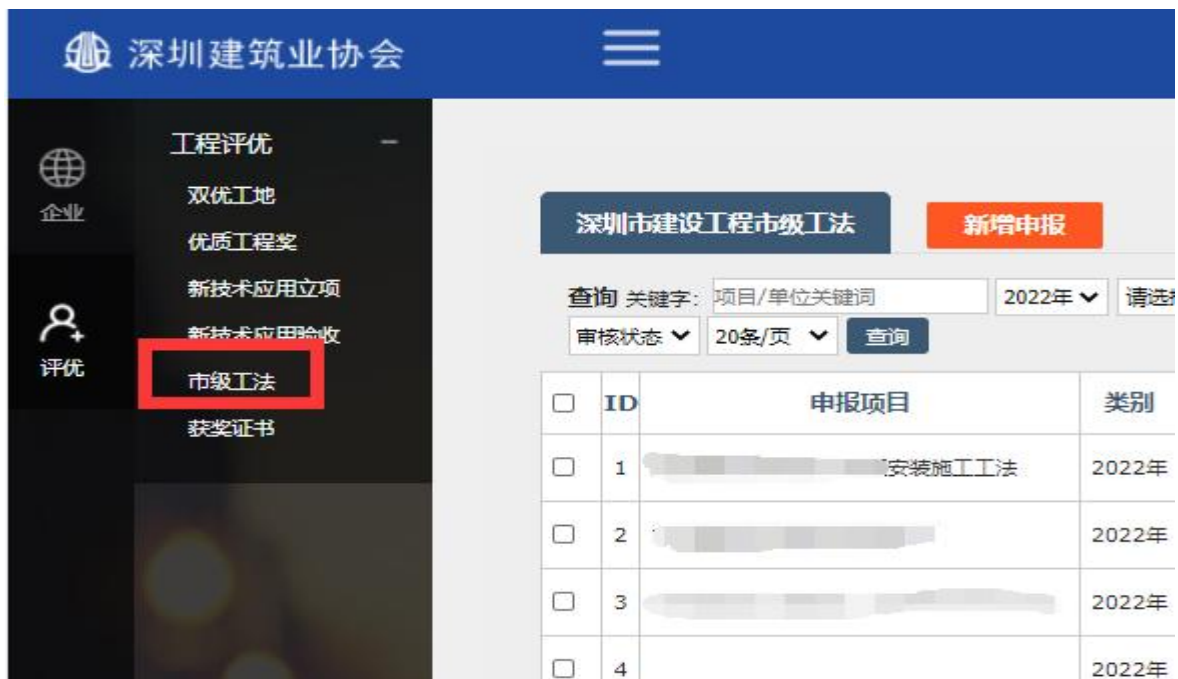 深圳建筑业协会
企业
评优
工程评优
双优工地
优质工程奖
新技术应用立项
新技术应用验收
市级工法
获奖证书
深圳市建设工程市级工法 新增申报
查询 关键字: 项目/单位关键词 2022年 请选择
审核状态 20条/页 查询
ID 申报项目 类别
1 安装施工工法 2022年
2 2022年
3 2022年
4 2022年